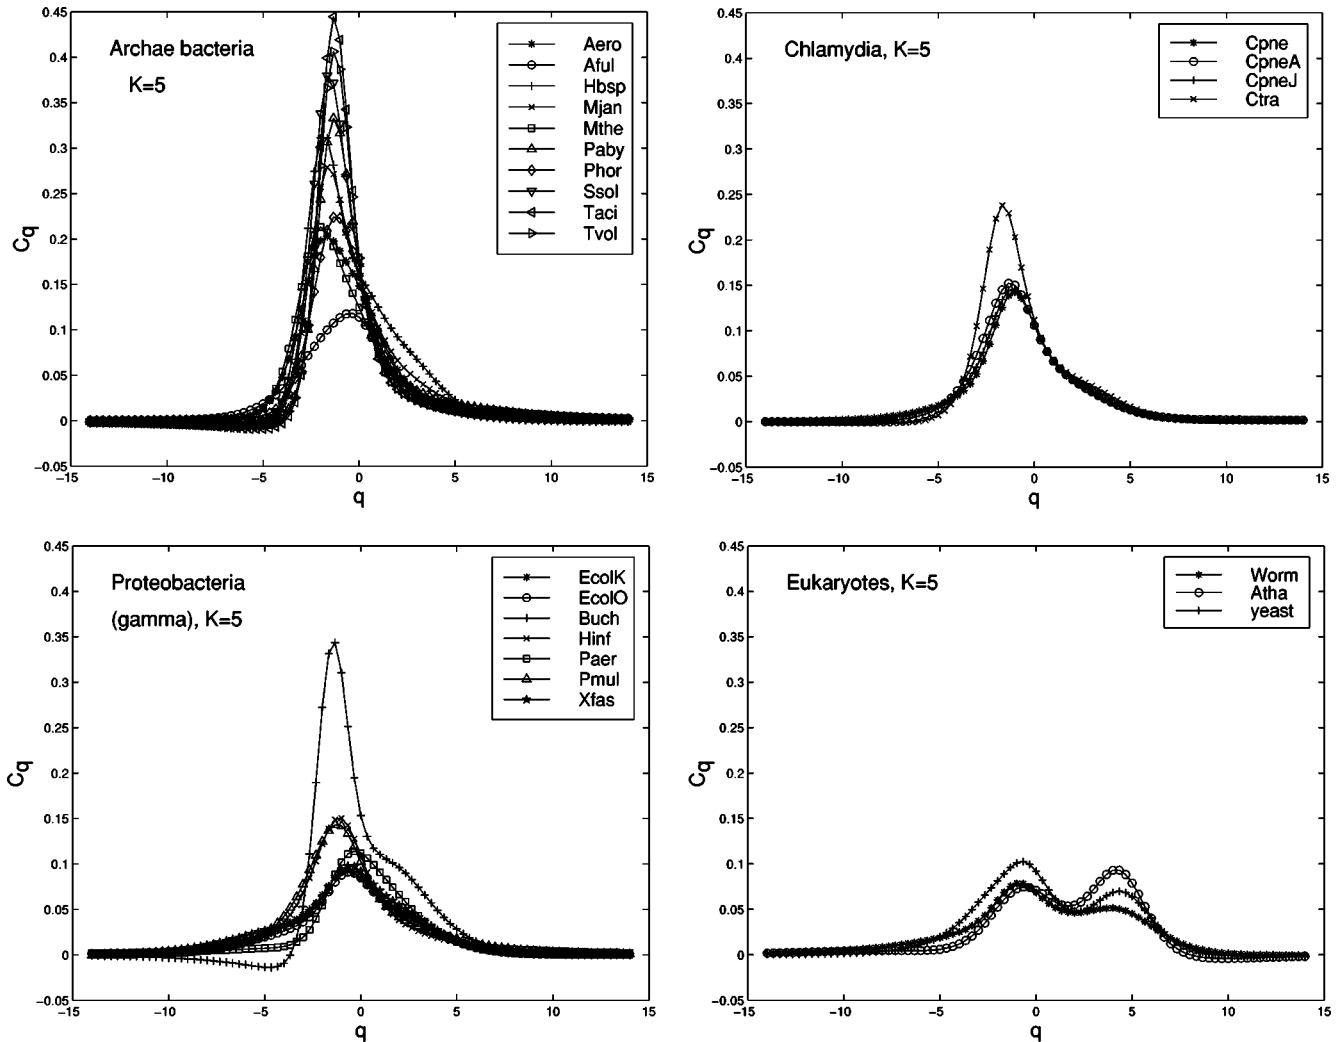 Archae bacteria
K=5
Aero
Aful
Hbsp
Mjan
Mthe
Paby
Phor
Ssol
Taci
Tvol
0.45
0.4
0.35
0.3
0.25
0.2
0.15
0.1
0.05
0
-0.05
-15
-10
-5
0
5
10
15
Cq
q
Chlamydia, K=5
Cpne
CpneA
CpneJ
Ctra
0.45
0.4
0.35
0.3
0.25
0.2
0.15
0.1
0.05
0
-0.05
-15
-10
-5
0
5
10
15
Cq
q
Proteobacteria
(gamma), K=5
EcolK
EcolO
Buch
Hinf
Paer
Pmul
Xfas
0.45
0.4
0.35
0.3
0.25
0.2
0.15
0.1
0.05
0
-0.05
-15
-10
-5
0
5
10
15
Cq
q
Eukaryotes, K=5
Worm
Atha
yeast
0.45
0.4
0.35
0.3
0.25
0.2
0.15
0.1
0.05
0
-0.05
-15
-10
-5
0
5
10
15
Cq
q